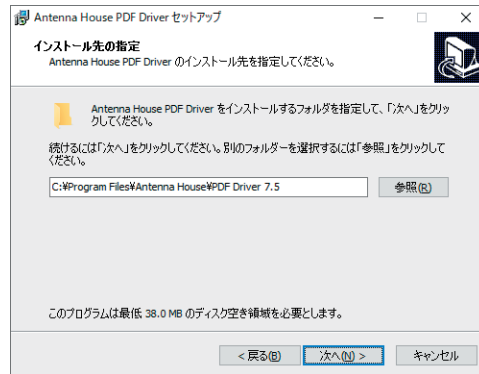 Antenna House PDF Driver セットアップ
インストール先の指定
Antenna House PDF Driver のインストール先を指定してください。
Antenna House PDF Driver をインストールするフォルダを指定して、「次へ」をクリッ
クしてください。
続けるには「次へ」をクリックしてください。別のフォルダーを選択するには「参照」をクリックして
ください。
C:¥Program Files¥Antenna House¥PDF Driver 7.5
参照(R)
このプログラムは最低 38.0 MB のディスク空き領域を必要とします。
< 戻る(B)
次へ(N) >
キャンセル